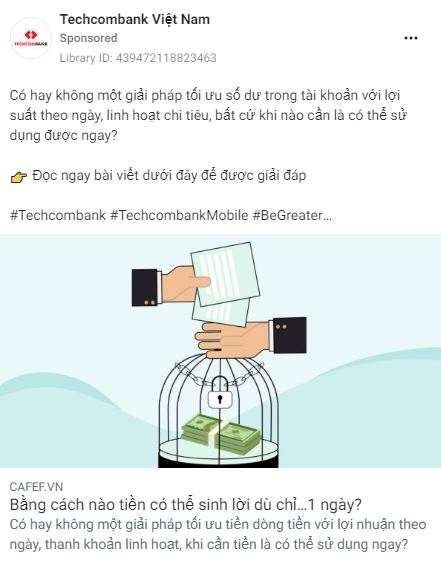 Techcombank Việt Nam
Sponsored
Library ID: 439472118823463
TECHCOMBANK
Có hay không một giải pháp tối ưu số dư trong tài khoản với lợi
suất theo ngày, linh hoạt chi tiêu, bất cứ khi nào cần là có thể sử
dụng được ngay?
👉 Đọc ngay bài viết dưới đây để được giải đáp
#Techcombank #TechcombankMobile #BeGreater...
CAFEF.VN
Bằng cách nào tiền có thể sinh lời dù chỉ...1 ngày?
Có hay không một giải pháp tối ưu tiền dòng tiền với lợi nhuận theo
ngày, thanh khoản linh hoạt, khi cần tiền là có thể sử dụng ngay?